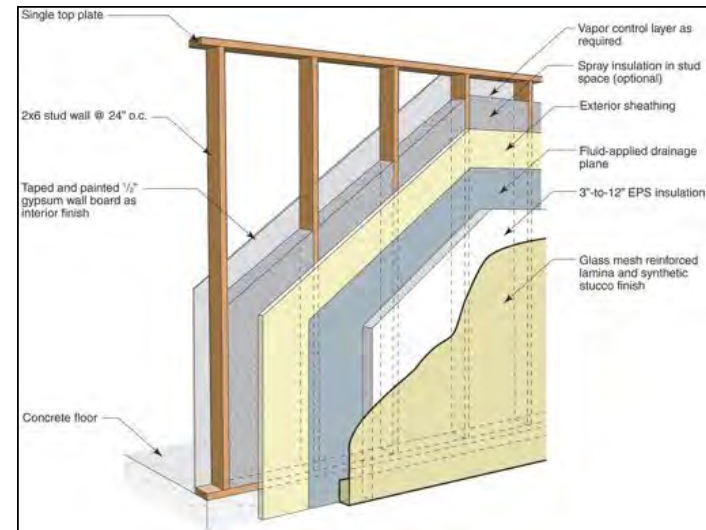 Single top plate
2x6 stud wall @ 24" o.c.
Taped and painted ½"
gypsum wall board as
interior finish
Concrete floor
Vapor control layer as
required
Spray insulation in stud
space (optional)
Exterior sheathing
Fluid-applied drainage
plane
3"-to-12" EPS insulation
Glass mesh reinforced
lamina and synthetic
stucco finish